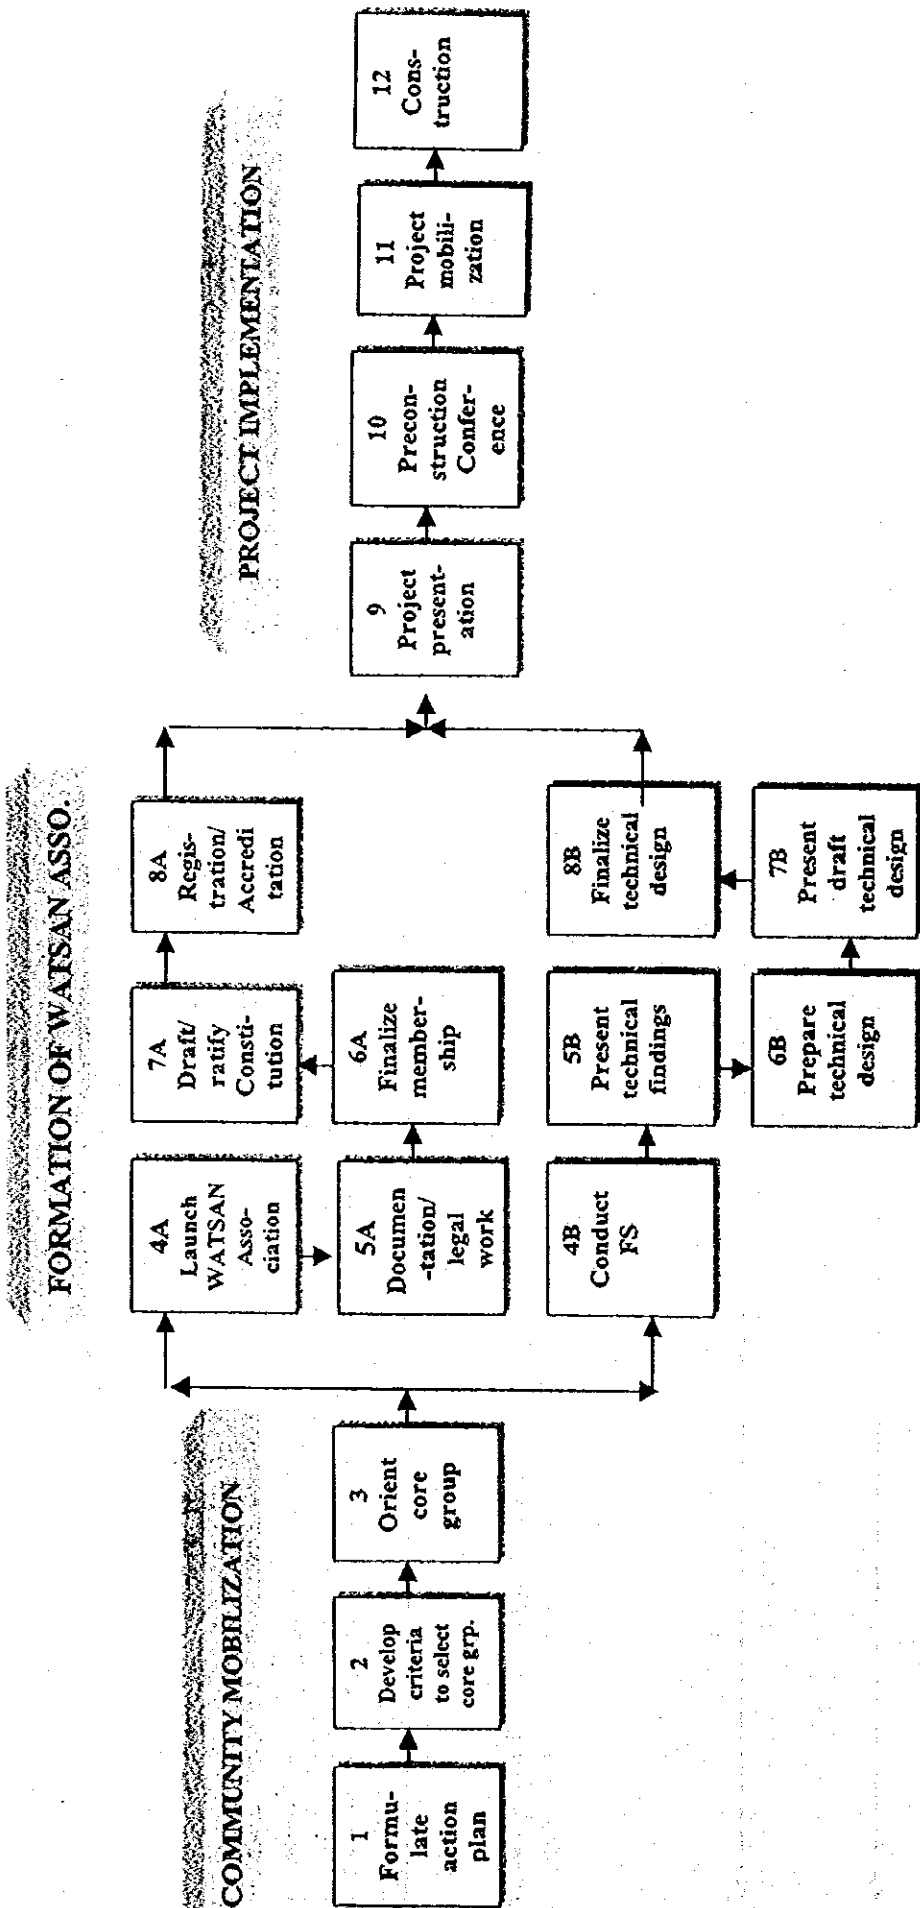 COMMUNITY MOBILIZATION
1
Formu-
late
action
plan
2
Develop
criteria
to select
core grp.
3
Orient
core
group
FORMATION OF WATSAN ASSO.
4A
Launch
WATSAN
Asso-
ciation
5A
Documen
-tation/
legal
work
6A
Finalize
member-
ship
7A
Draft/
ratify
Consti-
tution
8A
Regis-
tration/
Accredi
tation
4B
Conduct
FS
5B
Present
technical
findings
6B
Prepare
technical
design
7B
Present
draft
technical
design
8B
Finalize
technical
design
PROJECT IMPLEMENTATION
9
Project
present-
ation
10
Precon-
struction
Confer-
ence
11
Project
mobili-
zation
12
Cons-
truction